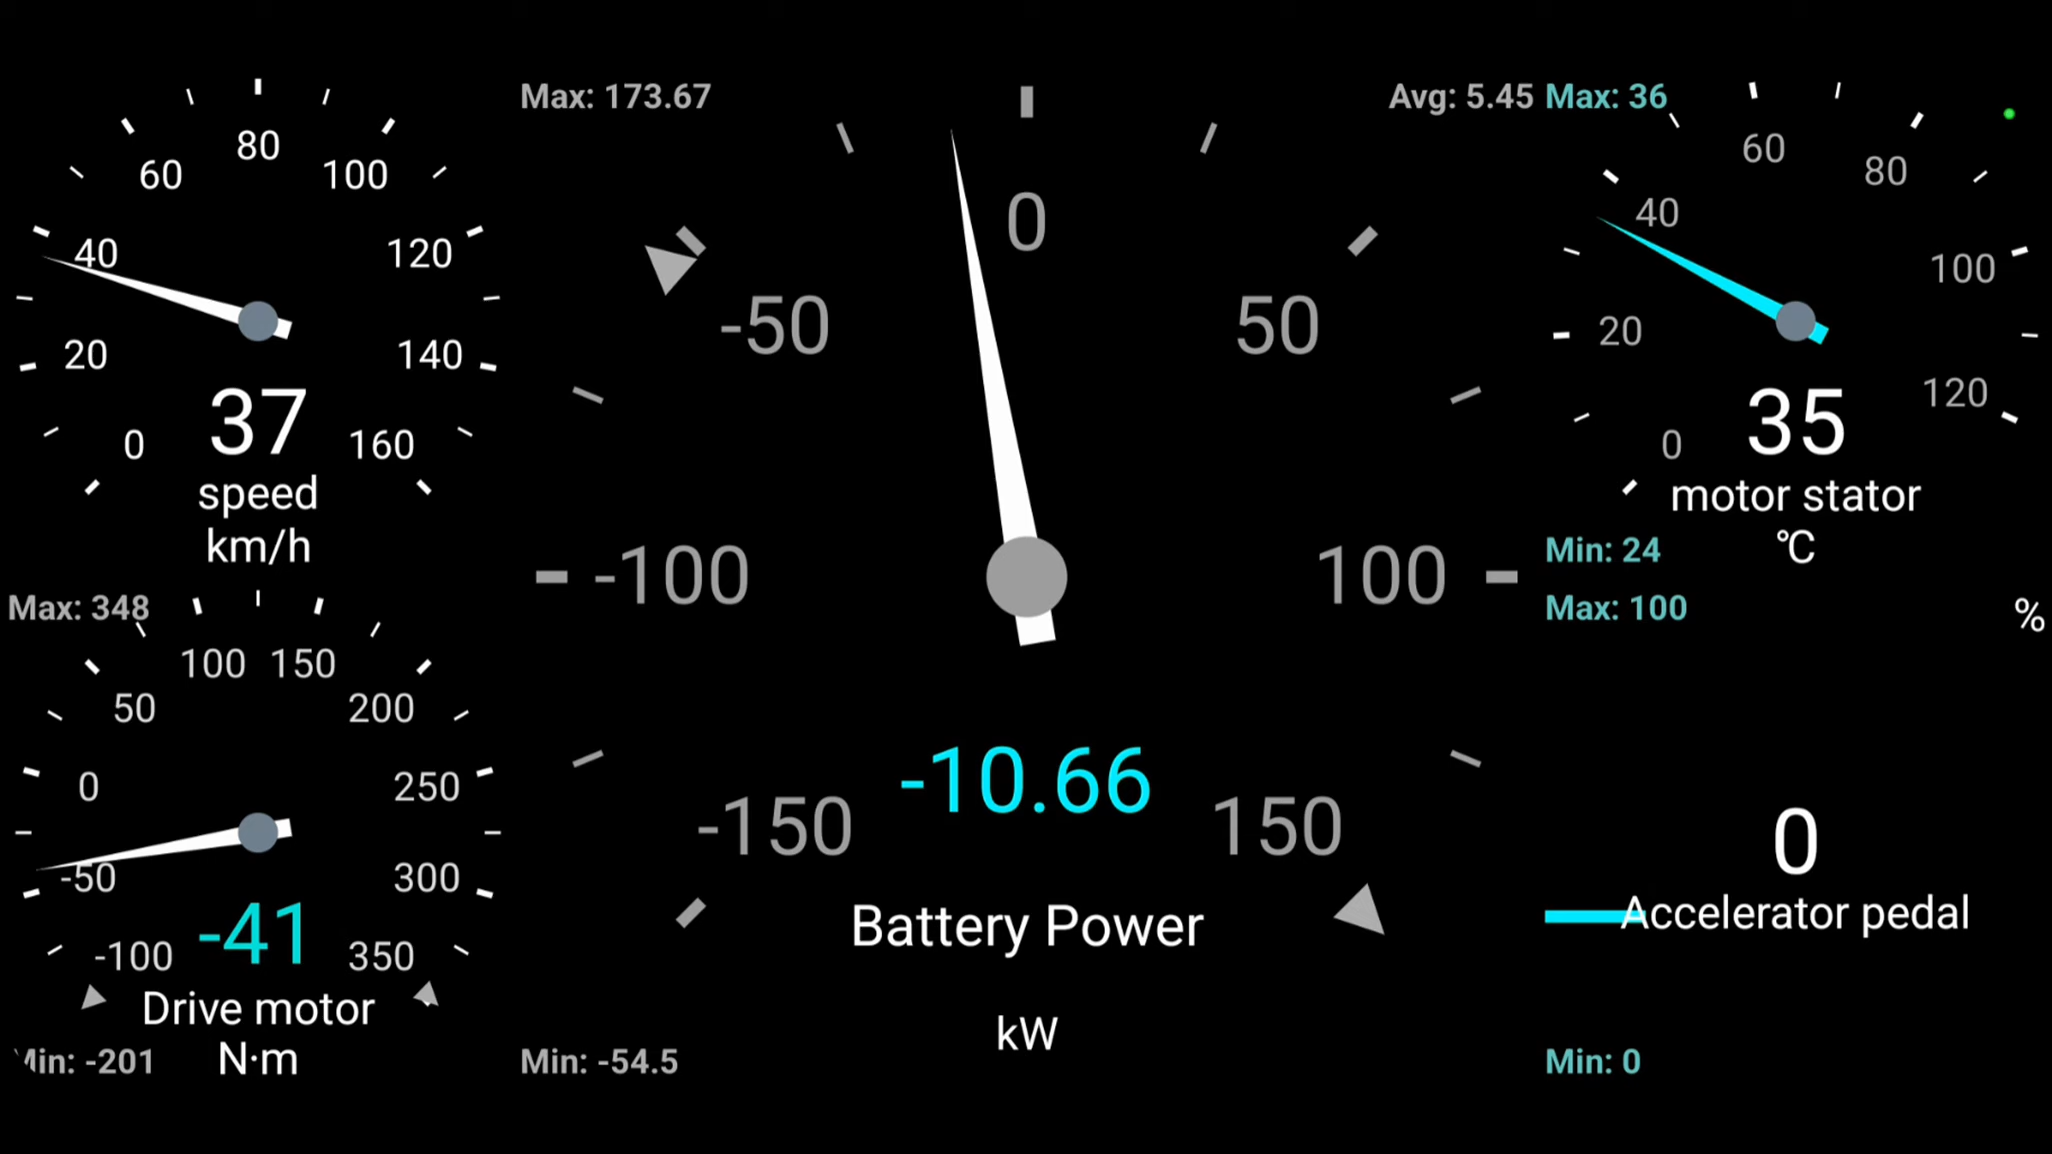 Max: 173.67
Avg: 5.45
Max: 36
80
60
100
40
120
20
140
0
160
37
speed
km/h
0
-50
50
-100
100
-150
150
-10.66
Battery Power
kW
Min: -54.5
60
80
40
100
20
120
0
35
motor stator
°C
Min: 24
Max: 348
100
150
50
200
0
250
-50
300
-100
350
-41
Drive motor
N·m
Min: -201
Max: 100
%
0
Accelerator pedal
Min: 0